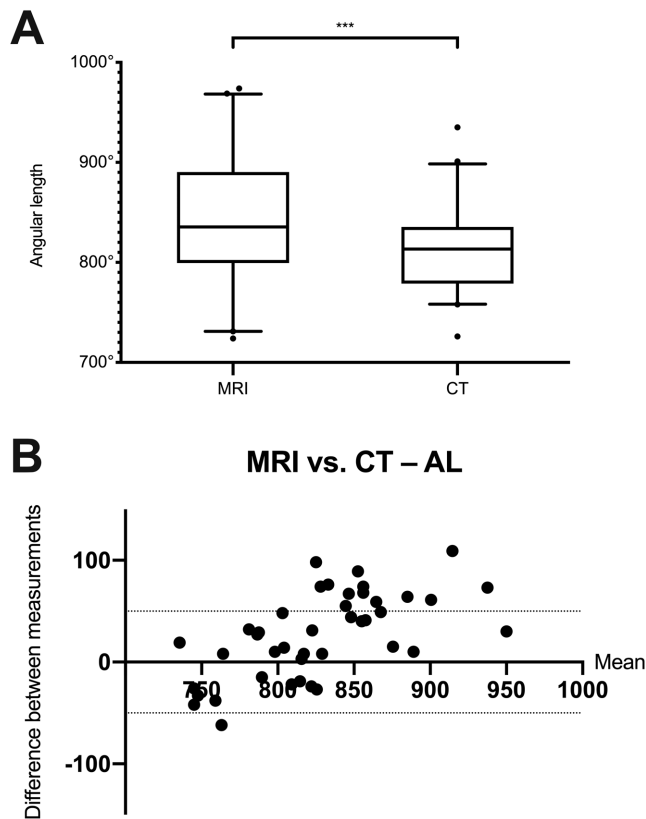 A
***
1000°
900°
800°
700°
Angular length
MRI CT
B
MRI vs. CT – AL
Difference between measurements
100
0
-100
750 800 850 900 950 1000
Mean